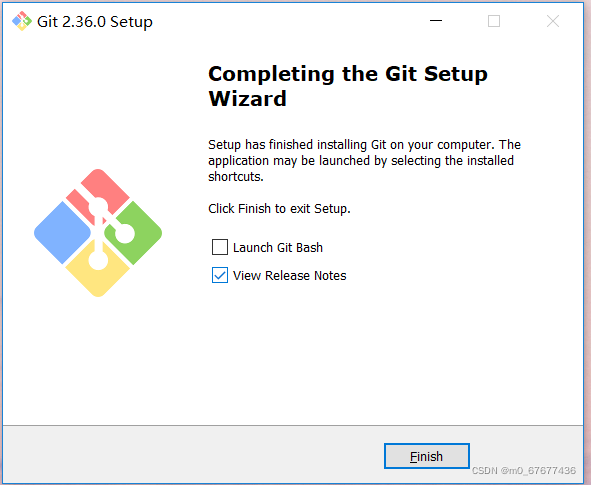 Git 2.36.0 Setup
Completing the Git Setup
Wizard
Setup has finished installing Git on your computer. The
application may be launched by selecting the installed
shortcuts.
Click Finish to exit Setup.
Launch Git Bash
View Release Notes
Finish
CSDN @m0_67677436